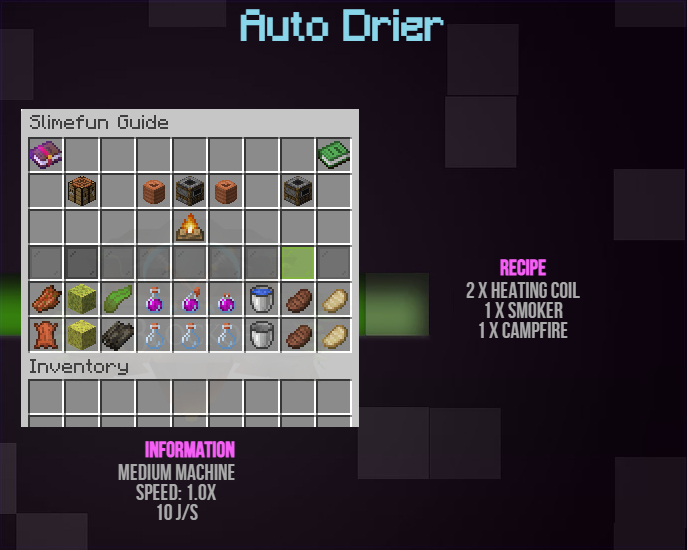 Auto Drier
Slimefun Guide
Inventory
RECIPE
2 X HEATING COIL
1 X SMOKER
1 X CAMPFIRE
INFORMATION
MEDIUM MACHINE
SPEED: 1.0X
10 J/S